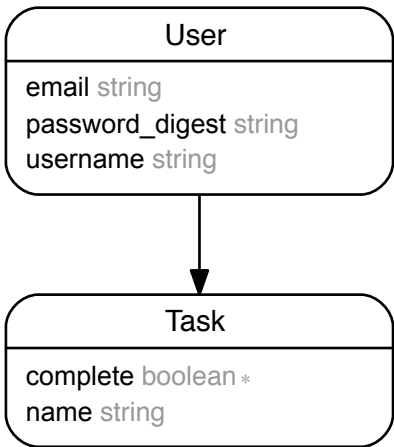 User
email string
password_digest string
username string
Task
complete boolean *
name string